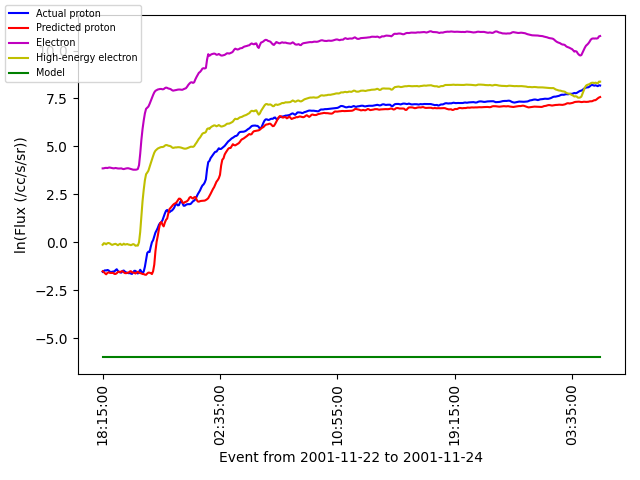 Actual proton
Predicted proton
Electron
High-energy electron
Model
10.0
7.5
5.0
2.5
0.0
−2.5
−5.0
ln(Flux (/cc/s/sr))
18:15:00
02:35:00
10:55:00
19:15:00
03:35:00
Event from 2001-11-22 to 2001-11-24